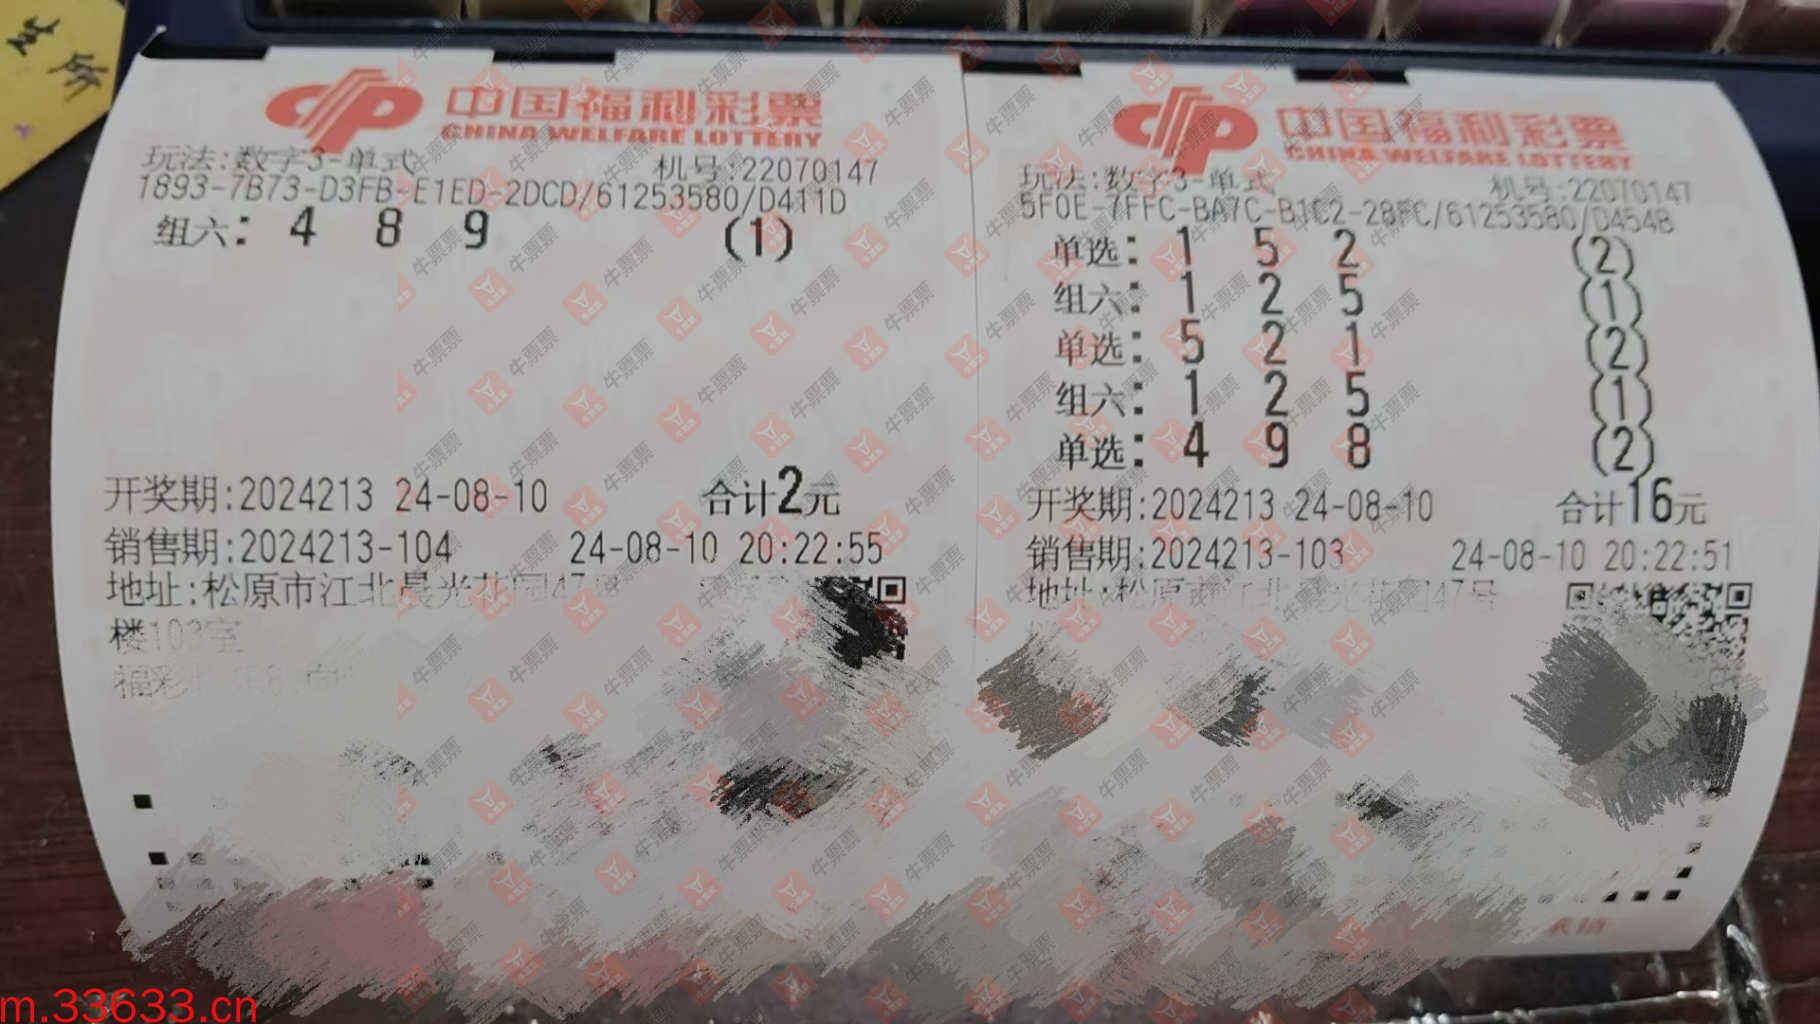 中国福利彩票
CHINA WELFARE LOTTERY
玩法:数字3-单式 机号:22070147
1893-7B73-D3FB-E1ED-2DCD/61253580/D411D
组六: 4 8 9 (1)
开奖期:2024213 24-08-10 合计2元
销售期:2024213-104 24-08-10 20:22:55
地址:松原市江北晨光花园47号
楼103室
福彩
中国福利彩票
CHINA WELFARE LOTTERY
玩法:数字3-单式 机号:22070147
5F0E-7FFC-BA7C-B1C2-28FC/61253580/D454B
单选: 1 5 2 (2)
组六: 1 2 5 (1)
单选: 5 2 1 (2)
组六: 1 2 5 (1)
单选: 4 9 8 (2)
开奖期:2024213 24-08-10 合计16元
销售期:2024213-103 24-08-10 20:22:51
地址:松原市江北晨光花园47号
牛票票
m.33633.cn